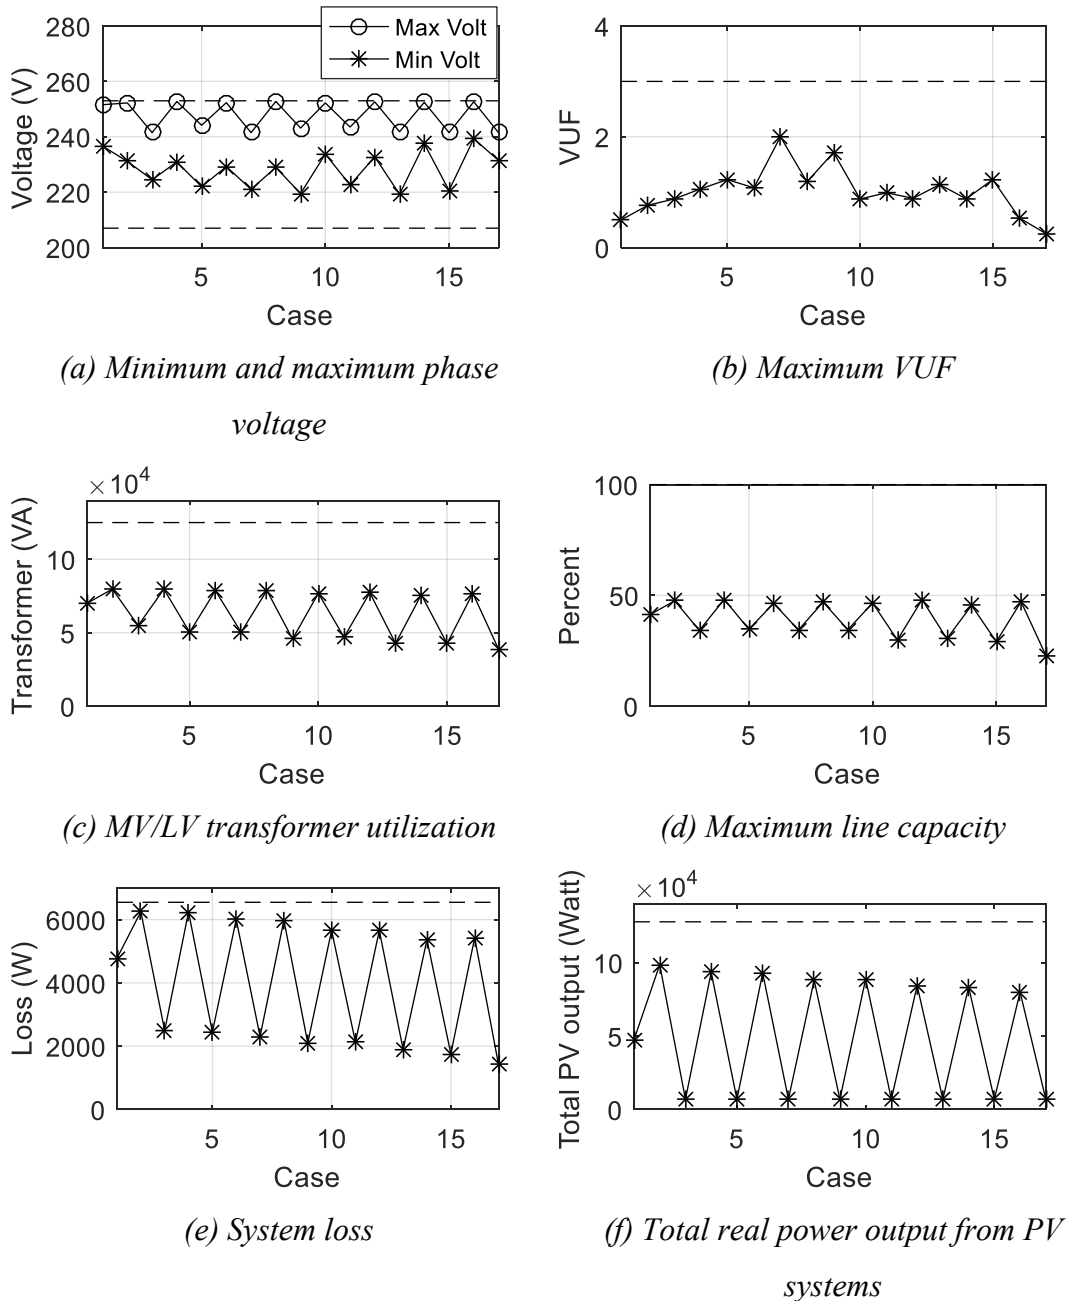 280
260
240
220
200
Voltage (V)
Max Volt
Min Volt
5
10
15
Case
(a) Minimum and maximum phase
voltage
4
2
0
VUF
5
10
15
Case
(b) Maximum VUF
×10⁴
10
5
0
Transformer (VA)
5
10
15
Case
(c) MV/LV transformer utilization
100
50
0
Percent
5
10
15
Case
(d) Maximum line capacity
6000
4000
2000
0
Loss (W)
5
10
15
Case
(e) System loss
×10⁴
10
5
0
Total PV output (Watt)
5
10
15
Case
(f) Total real power output from PV
systems